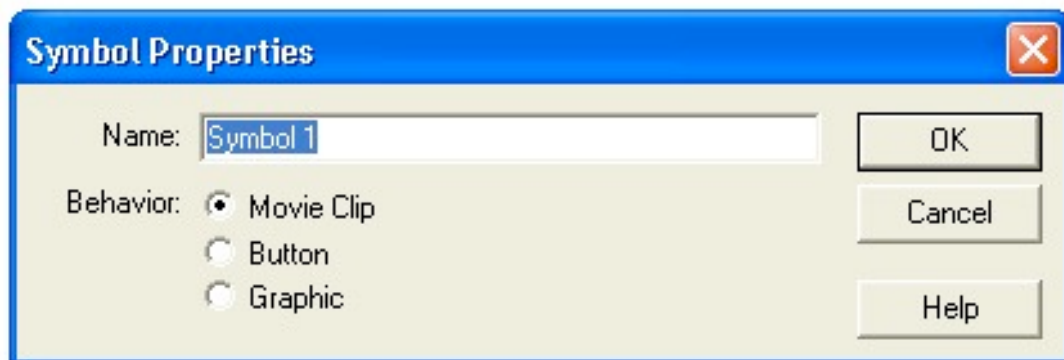 Symbol Properties
Name: Symbol 1 OK
Behavior: Movie Clip Cancel
Button
Graphic Help